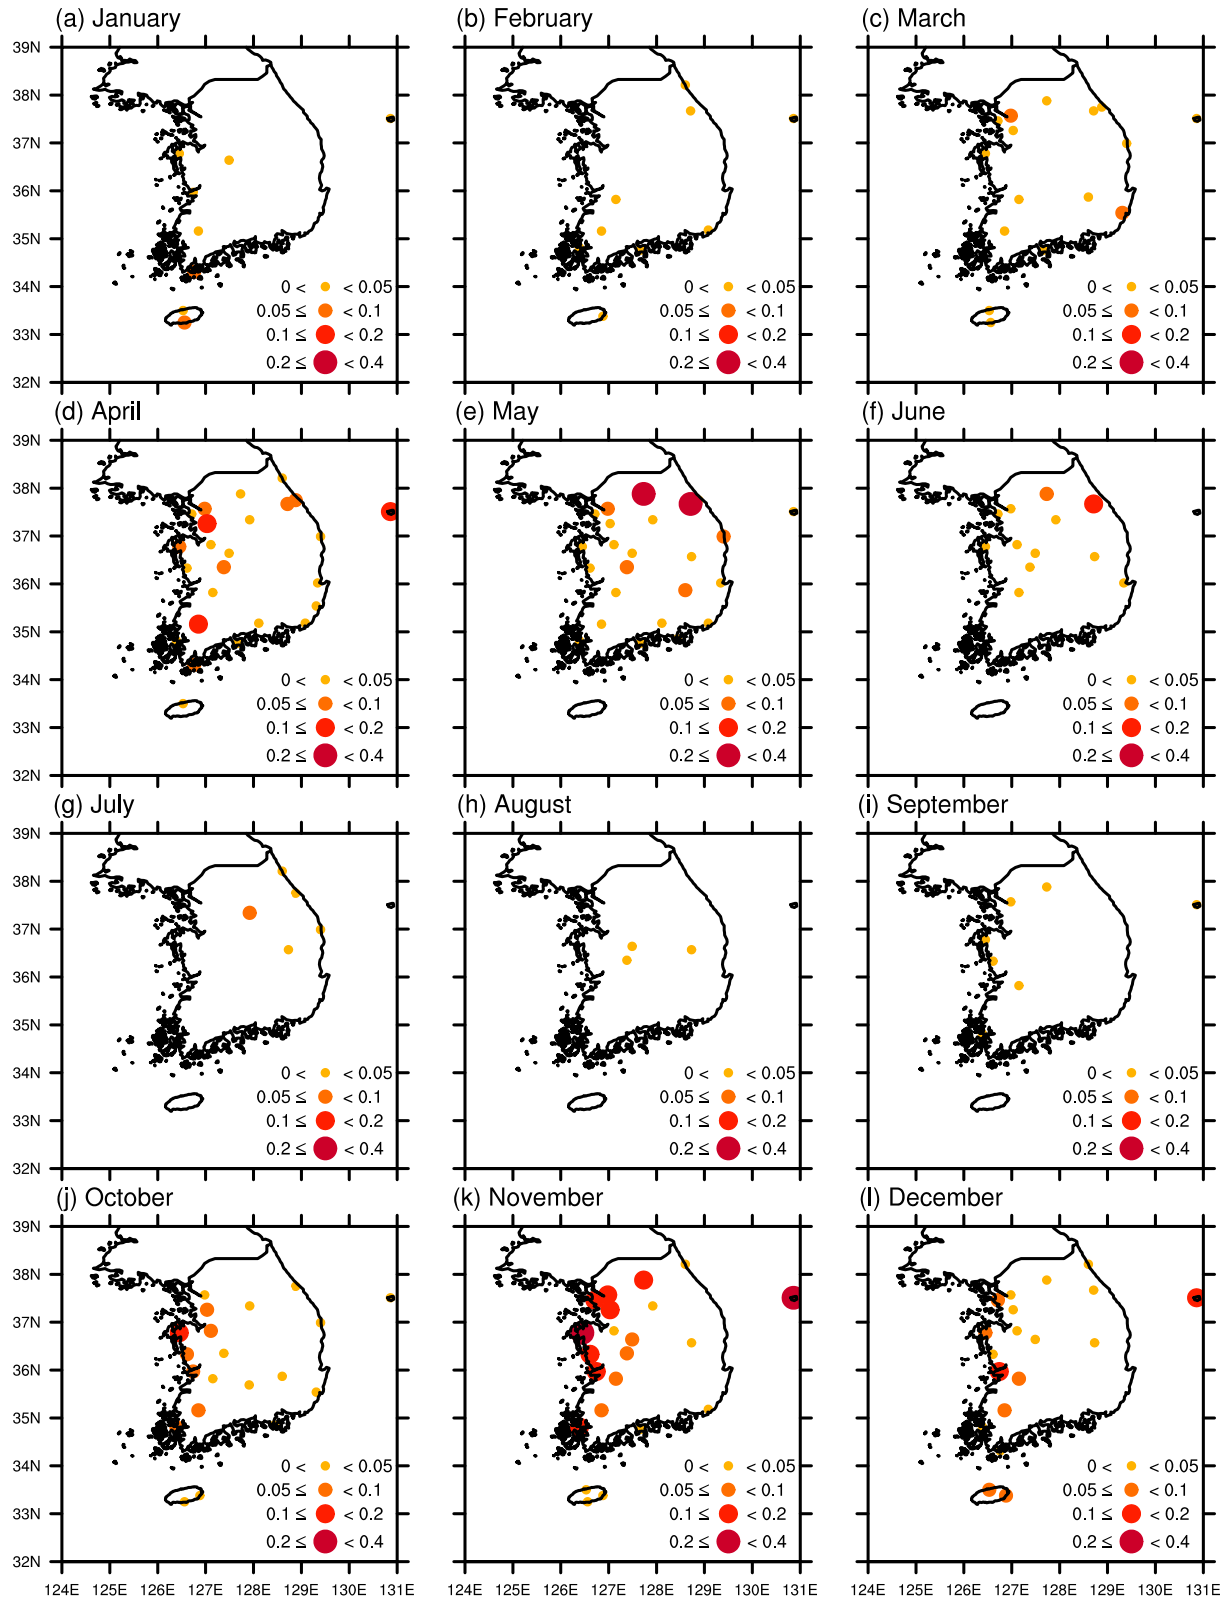 (a) January
(b) February
(c) March
39N
38N
37N
36N
35N
34N
33N
32N
0 < < 0.05
0.05 ≤ < 0.1
0.1 ≤ < 0.2
0.2 ≤ < 0.4
0 < < 0.05
0.05 ≤ < 0.1
0.1 ≤ < 0.2
0.2 ≤ < 0.4
0 < < 0.05
0.05 ≤ < 0.1
0.1 ≤ < 0.2
0.2 ≤ < 0.4
(d) April
(e) May
(f) June
39N
38N
37N
36N
35N
34N
33N
32N
0 < < 0.05
0.05 ≤ < 0.1
0.1 ≤ < 0.2
0.2 ≤ < 0.4
0 < < 0.05
0.05 ≤ < 0.1
0.1 ≤ < 0.2
0.2 ≤ < 0.4
0 < < 0.05
0.05 ≤ < 0.1
0.1 ≤ < 0.2
0.2 ≤ < 0.4
(g) July
(h) August
(i) September
39N
38N
37N
36N
35N
34N
33N
32N
0 < < 0.05
0.05 ≤ < 0.1
0.1 ≤ < 0.2
0.2 ≤ < 0.4
0 < < 0.05
0.05 ≤ < 0.1
0.1 ≤ < 0.2
0.2 ≤ < 0.4
0 < < 0.05
0.05 ≤ < 0.1
0.1 ≤ < 0.2
0.2 ≤ < 0.4
(j) October
(k) November
(l) December
39N
38N
37N
36N
35N
34N
33N
32N
0 < < 0.05
0.05 ≤ < 0.1
0.1 ≤ < 0.2
0.2 ≤ < 0.4
0 < < 0.05
0.05 ≤ < 0.1
0.1 ≤ < 0.2
0.2 ≤ < 0.4
0 < < 0.05
0.05 ≤ < 0.1
0.1 ≤ < 0.2
0.2 ≤ < 0.4
124E 125E 126E 127E 128E 129E 130E 131E
124E 125E 126E 127E 128E 129E 130E 131E
124E 125E 126E 127E 128E 129E 130E 131E